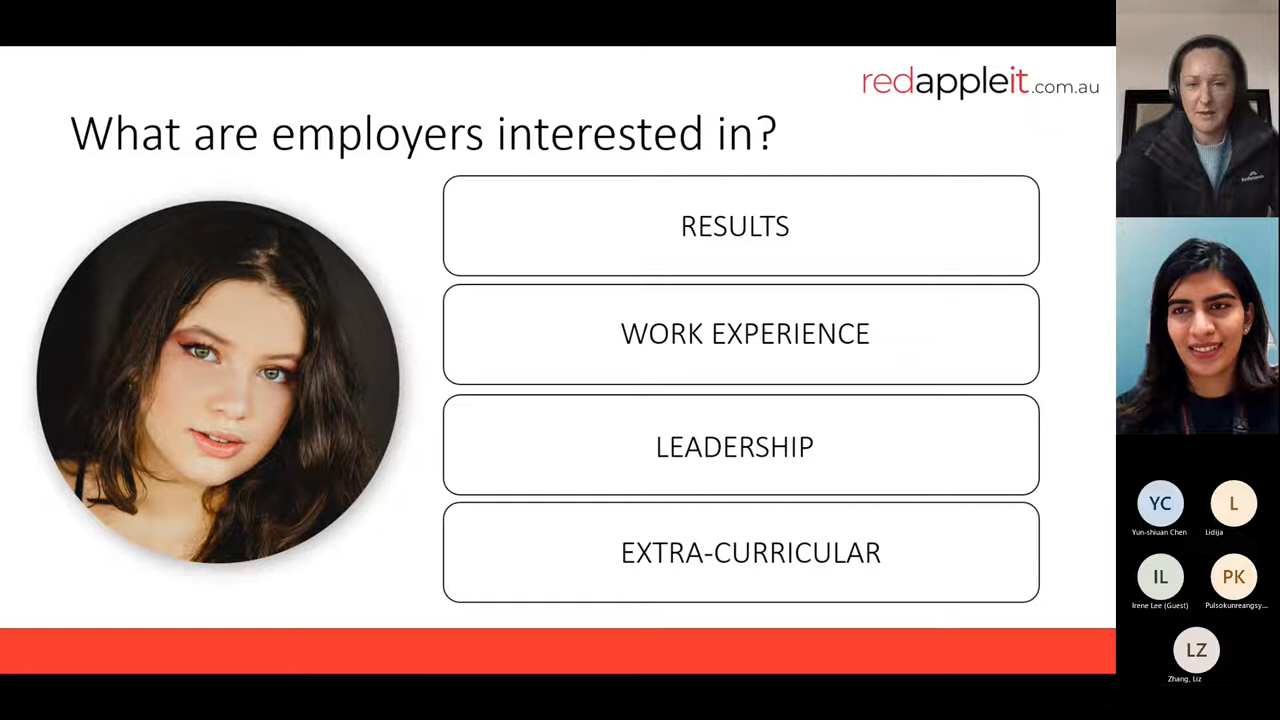 redappleit.com.au
What are employers interested in?
RESULTS
WORK EXPERIENCE
LEADERSHIP
EXTRA-CURRICULAR
YC
L
Yun-shiuan Chen
Lidija
IL
PK
Irene Lee (Guest)
Pulsokunreangsy...
LZ
Zhang, Liz